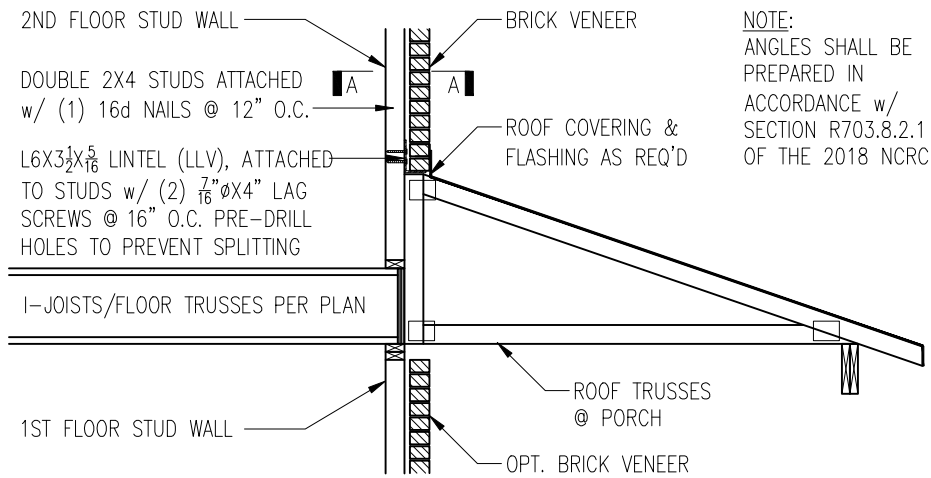 2ND FLOOR STUD WALL
DOUBLE 2X4 STUDS ATTACHED
w/ (1) 16d NAILS @ 12" O.C.
L6X3½X5/16 LINTEL (LLV), ATTACHED
TO STUDS w/ (2) 7/16"ØX4" LAG
SCREWS @ 16" O.C. PRE-DRILL
HOLES TO PREVENT SPLITTING
I-JOISTS/FLOOR TRUSSES PER PLAN
1ST FLOOR STUD WALL
A
A
BRICK VENEER
ROOF COVERING &
FLASHING AS REQ'D
ROOF TRUSSES
@ PORCH
OPT. BRICK VENEER
NOTE:
ANGLES SHALL BE
PREPARED IN
ACCORDANCE w/
SECTION R703.8.2.1
OF THE 2018 NCRC